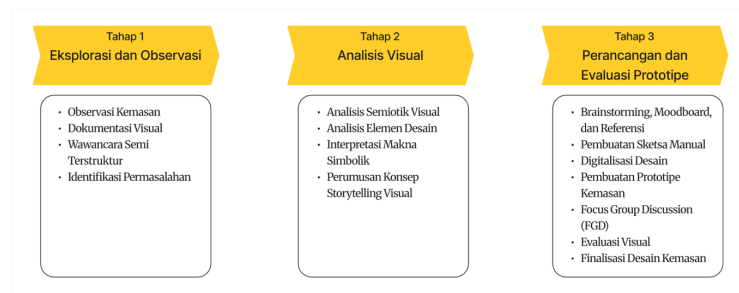 Tahap 1
Eksplorasi dan Observasi
• Observasi Kemasan
• Dokumentasi Visual
• Wawancara Semi
Terstruktur
• Identifikasi Permasalahan
Tahap 2
Analisis Visual
• Analisis Semiotik Visual
• Analisis Elemen Desain
• Interpretasi Makna
Simbolik
• Perumusan Konsep
Storytelling Visual
Tahap 3
Perancangan dan
Evaluasi Prototipe
• Brainstorming, Moodboard,
dan Referensi
• Pembuatan Sketsa Manual
• Digitalisasi Desain
• Pembuatan Prototipe
Kemasan
• Focus Group Discussion
(FGD)
• Evaluasi Visual
• Finalisasi Desain Kemasan